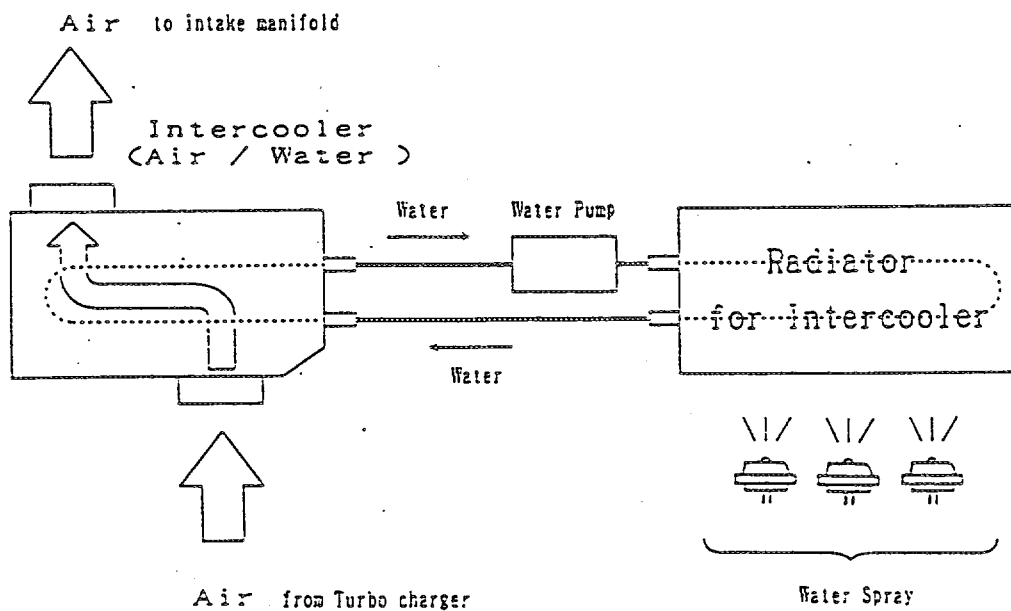 Air to intake manifold
Intercooler
(Air / Water )
Water
Water Pump
Radiator
for Intercooler
Water
Air from Turbo charger
Water Spray